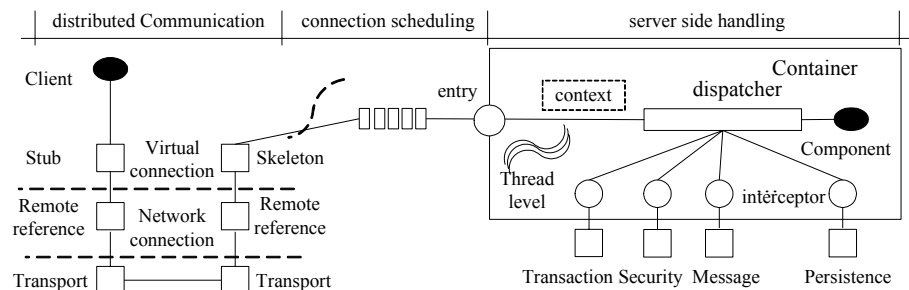 distributed Communication
connection scheduling
server side handling
Client
entry
context
Container
dispatcher
Stub
Virtual
connection
Skeleton
Component
Thread
level
Remote
reference
Network
connection
Remote
reference
interceptor
Transport
Transport
Transaction
Security
Message
Persistence